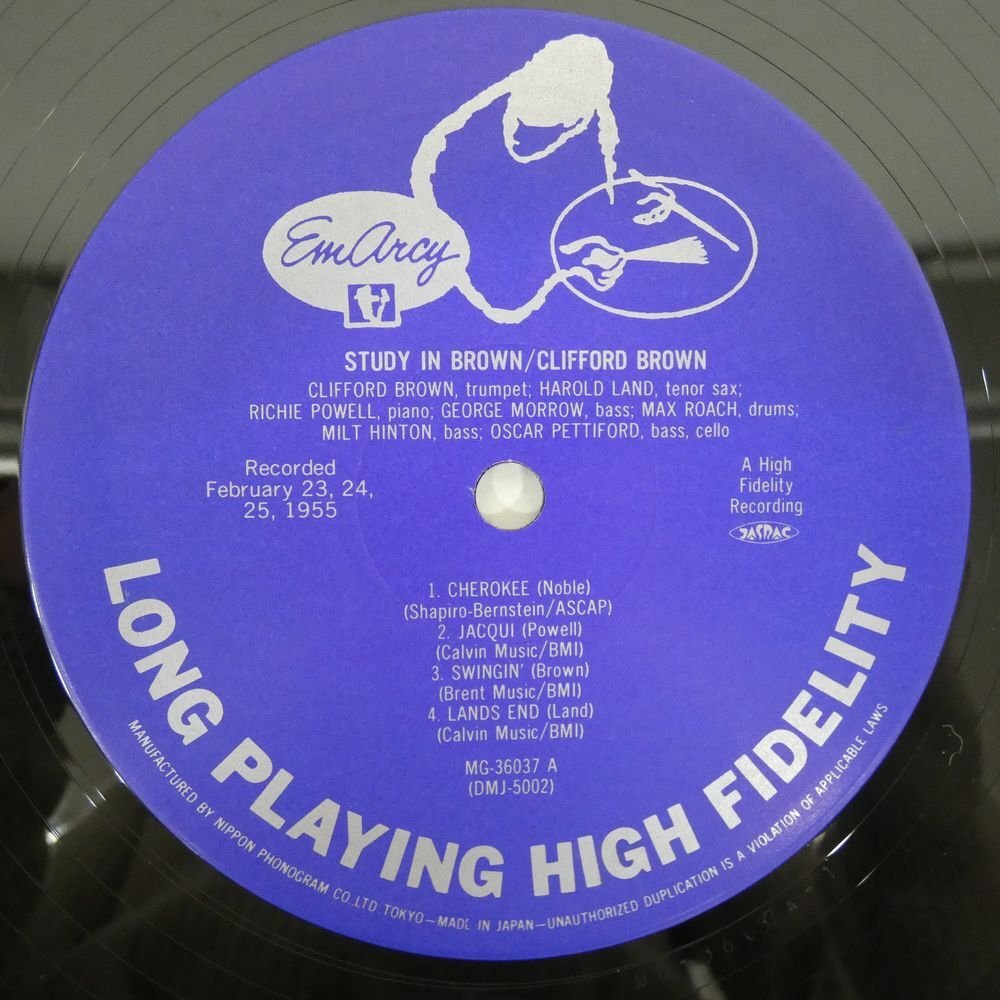 EmArcy
STUDY IN BROWN/CLIFFORD BROWN
CLIFFORD BROWN, trumpet; HAROLD LAND, tenor sax;
RICHIE POWELL, piano; GEORGE MORROW, bass; MAX ROACH, drums;
MILT HINTON, bass; OSCAR PETTIFORD, bass, cello
Recorded
February 23, 24,
25, 1955
A High
Fidelity
Recording
JASRAC
1. CHEROKEE (Noble)
(Shapiro-Bernstein/ASCAP)
2. JACQUI (Powell)
(Calvin Music/BMI)
3. SWINGIN' (Brown)
(Brent Music/BMI)
4. LANDS END (Land)
(Calvin Music/BMI)
MG-36037 A
(DMJ-5002)
LONG PLAYING HIGH FIDELITY
MANUFACTURED BY NIPPON PHONOGRAM CO.,LTD. TOKYO—MADE IN JAPAN—UNAUTHORIZED DUPLICATION IS A VIOLATION OF APPLICABLE LAWS